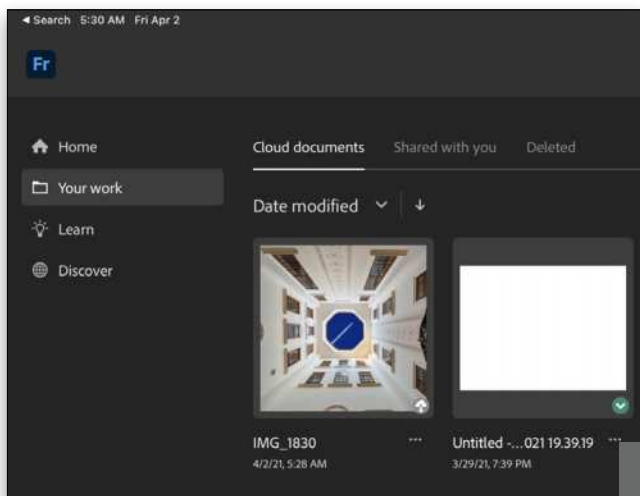 Search 5:30 AM Fri Apr 2
Fr
Home
Your work
Learn
Discover
Cloud documents Shared with you Deleted
Date modified
IMG_1830 ...
4/2/21, 5:28 AM
Untitled -...021 19.39.19 ...
3/29/21, 7:39 PM